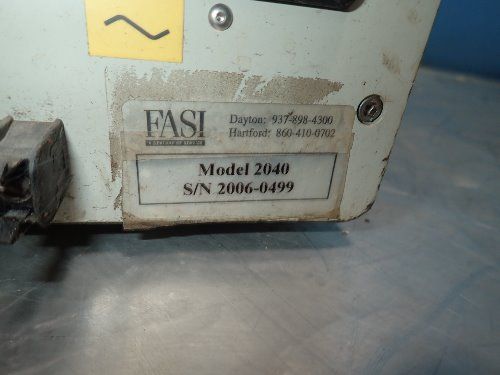 FASI
A CENTURY OF SERVICE
Dayton: 937-898-4300
Hartford: 860-410-0702
Model 2040
S/N 2006-0499